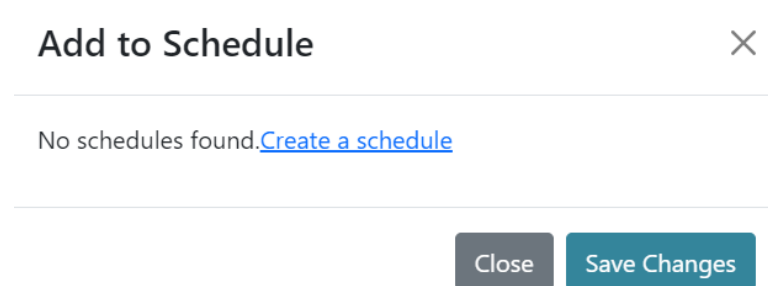 Add to Schedule
No schedules found.Create a schedule
Close
Save Changes